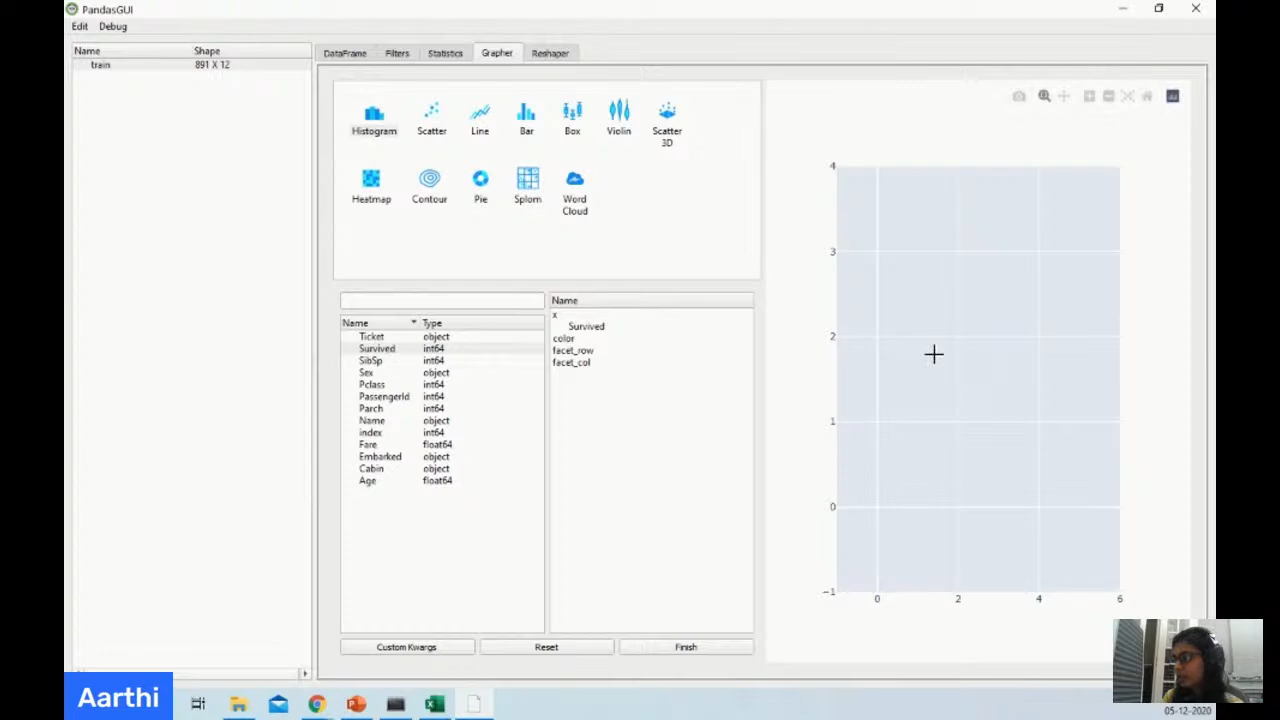 PandasGUI
Edit Debug
Name Shape
train 891 X 12
DataFrame Filters Statistics Grapher Reshaper
Histogram Scatter Line Bar Box Violin Scatter 3D
Heatmap Contour Pie Splom Word Cloud
Name Type
Ticket object
Survived int64
SibSp int64
Sex object
Pclass int64
PassengerId int64
Parch int64
Name object
index int64
Fare float64
Embarked object
Cabin object
Age float64
Name
x
Survived
color
facet_row
facet_col
Custom Kwargs Reset Finish
4
3
2
1
0
−1
0 2 4 6
Aarthi
05-12-2020